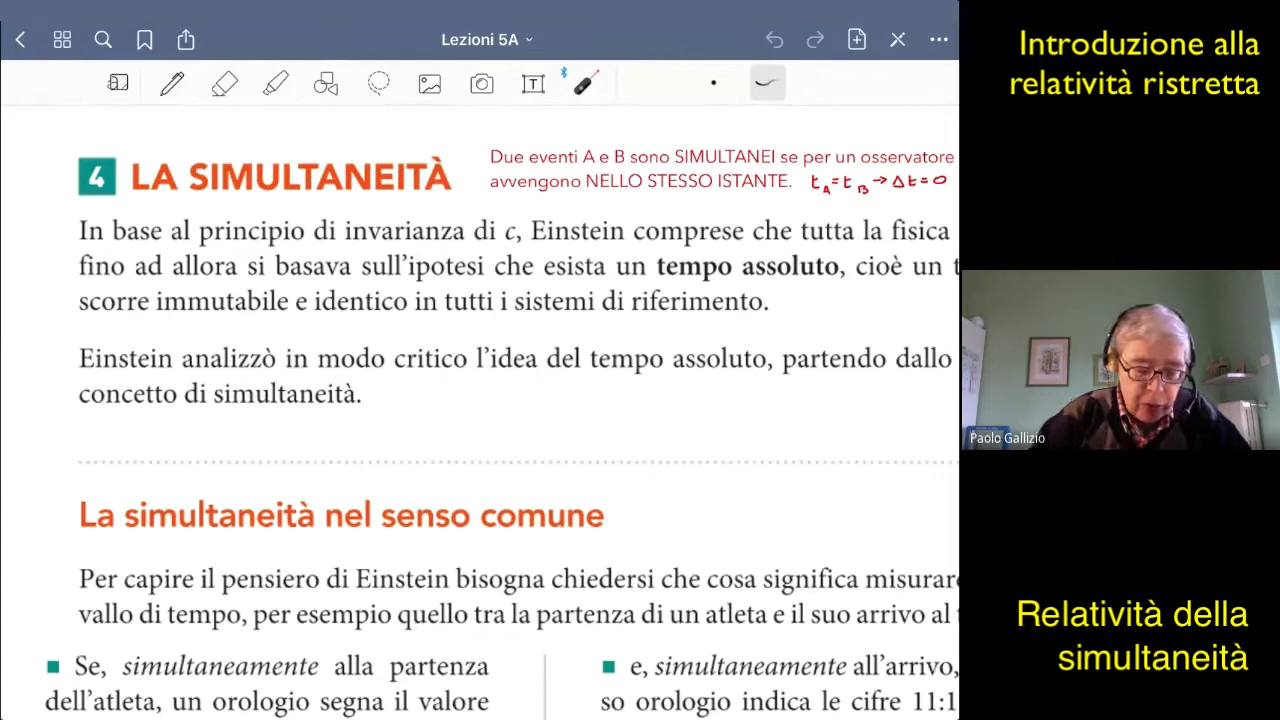 Lezioni 5A
T
Introduzione alla
relatività ristretta
4 LA SIMULTANEITÀ
Due eventi A e B sono SIMULTANEI se per un osservatore
avvengono NELLO STESSO ISTANTE. tA = tB → Δt = 0
In base al principio di invarianza di c, Einstein comprese che tutta la fisica
fino ad allora si basava sull'ipotesi che esista un tempo assoluto, cioè un
scorre immutabile e identico in tutti i sistemi di riferimento.
Einstein analizzò in modo critico l'idea del tempo assoluto, partendo dallo
concetto di simultaneità.
Paolo Gallizio
La simultaneità nel senso comune
Per capire il pensiero di Einstein bisogna chiedersi che cosa significa misurar
vallo di tempo, per esempio quello tra la partenza di un atleta e il suo arrivo al
Se, simultaneamente alla partenza
dell'atleta, un orologio segna il valore
e, simultaneamente all'arrivo,
so orologio indica le cifre 11:1
Relatività della
simultaneità